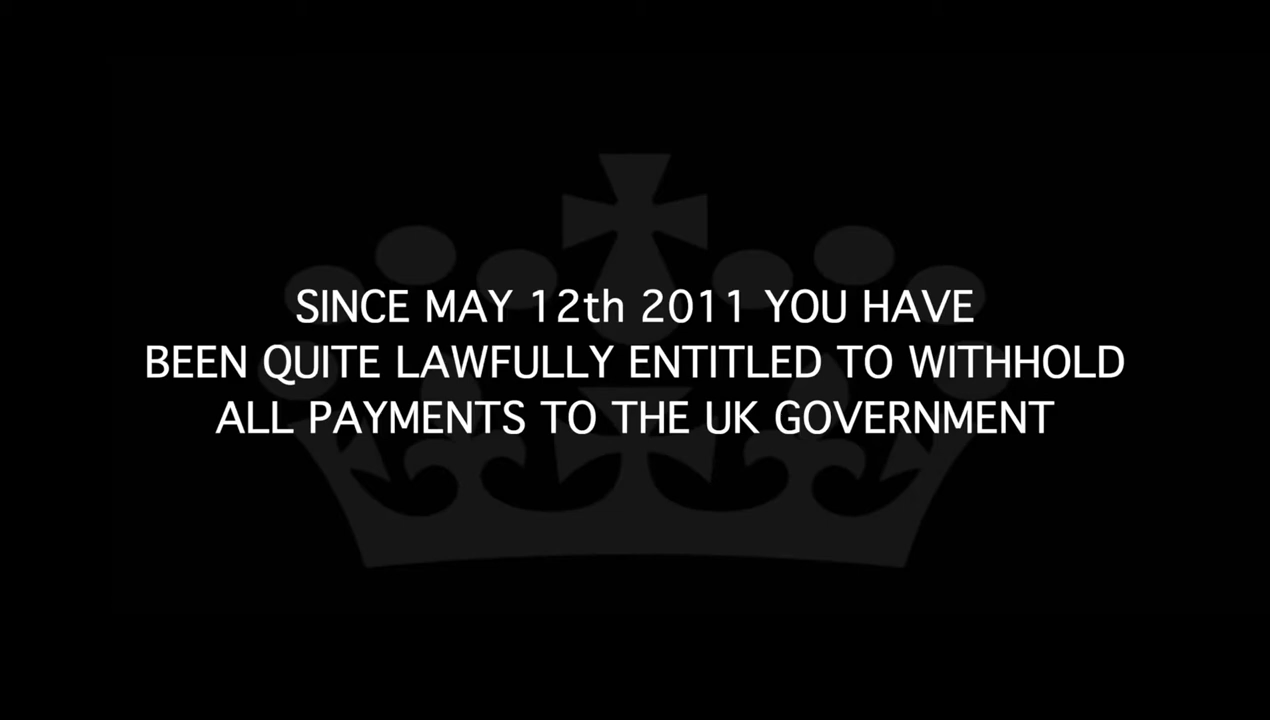 SINCE MAY 12th 2011 YOU HAVE
BEEN QUITE LAWFULLY ENTITLED TO WITHHOLD
ALL PAYMENTS TO THE UK GOVERNMENT